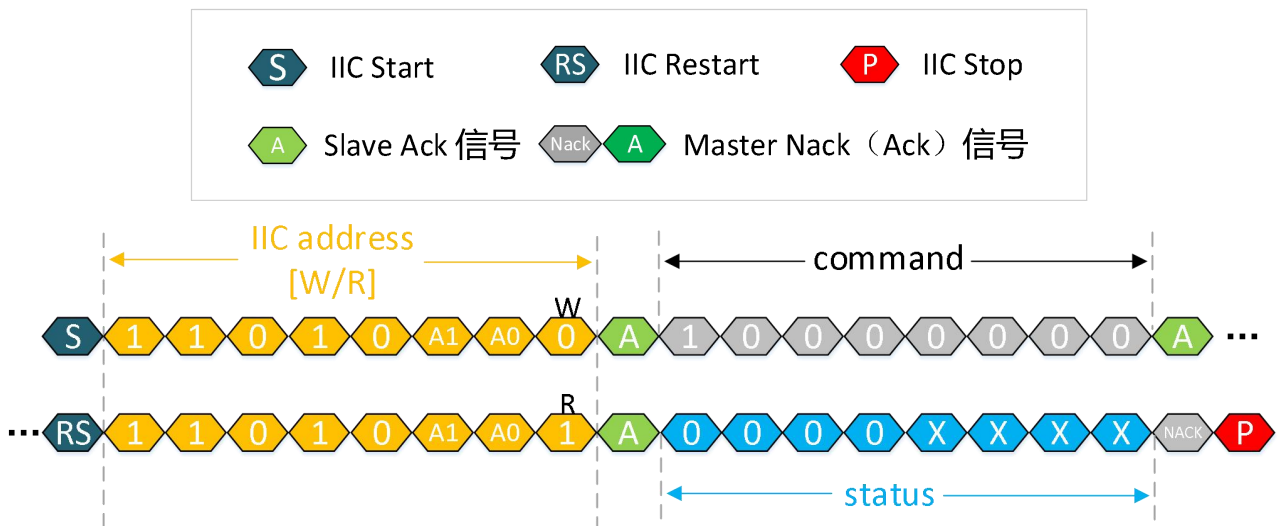 S IIC Start RS IIC Restart P IIC Stop
A Slave Ack 信号 Nack A Master Nack（Ack）信号
IIC address
[W/R]
command
W
S 1 1 0 1 0 A1 A0 0 A 1 0 0 0 0 0 0 0 A ...
R
... RS 1 1 0 1 0 A1 A0 1 A 0 0 0 0 X X X X NACK P
status